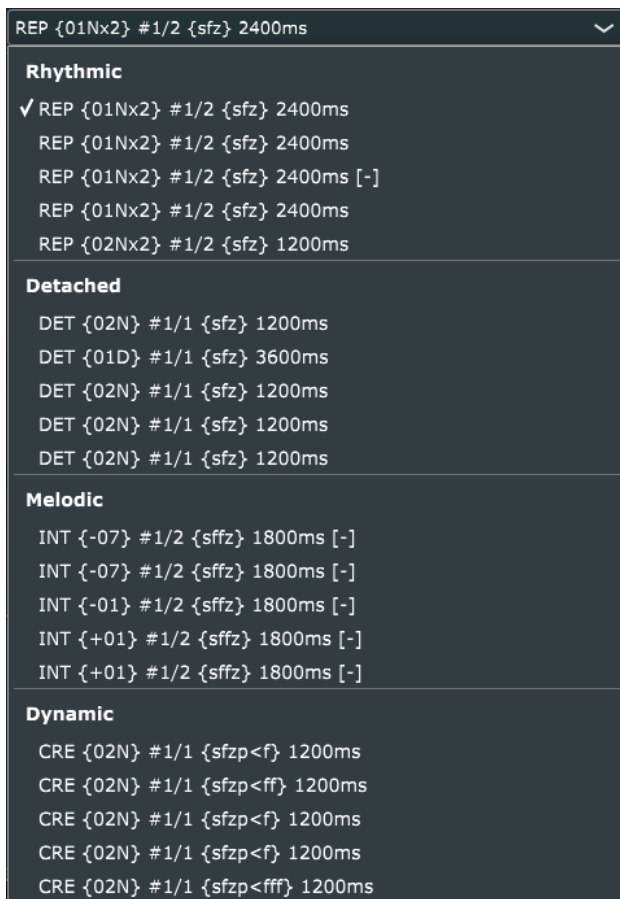 REP {01Nx2} #1/2 {sfz} 2400ms
Rhythmic
✓ REP {01Nx2} #1/2 {sfz} 2400ms
REP {01Nx2} #1/2 {sfz} 2400ms
REP {01Nx2} #1/2 {sfz} 2400ms [-]
REP {01Nx2} #1/2 {sfz} 2400ms
REP {02Nx2} #1/2 {sfz} 1200ms
Detached
DET {02N} #1/1 {sfz} 1200ms
DET {01D} #1/1 {sfz} 3600ms
DET {02N} #1/1 {sfz} 1200ms
DET {02N} #1/1 {sfz} 1200ms
DET {02N} #1/1 {sfz} 1200ms
Melodic
INT {-07} #1/2 {sffz} 1800ms [-]
INT {-07} #1/2 {sffz} 1800ms [-]
INT {-01} #1/2 {sffz} 1800ms [-]
INT {+01} #1/2 {sffz} 1800ms [-]
INT {+01} #1/2 {sffz} 1800ms [-]
Dynamic
CRE {02N} #1/1 {sfzp<f} 1200ms
CRE {02N} #1/1 {sfzp<ff} 1200ms
CRE {02N} #1/1 {sfzp<f} 1200ms
CRE {02N} #1/1 {sfzp<f} 1200ms
CRE {02N} #1/1 {sfzp<fff} 1200ms